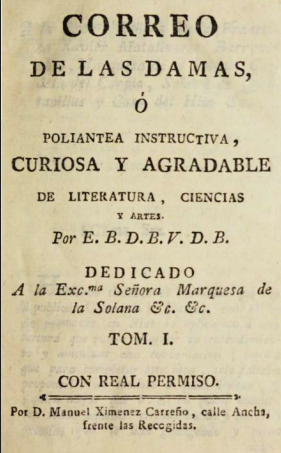 CORREO
DE LAS DAMAS,
Ó
POLIANTEA INSTRUCTIVA,
CURIOSA Y AGRADABLE
DE LITERATURA, CIENCIAS
Y ARTES.
Por E. B. D. B. V. D. B.
DEDICADO
A la Exc.ma Señora Marquesa de
la Solana &c. &c.
TOM. I.
CON REAL PERMISO.
Por D. Manuel Ximenez Carreño, calle Ancha,
frente las Recogidas.